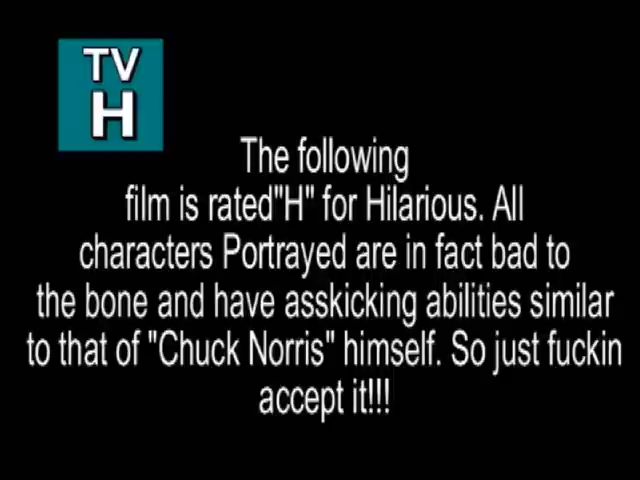 TV
H
The following
film is rated"H" for Hilarious. All
characters Portrayed are in fact bad to
the bone and have asskicking abilities similar
to that of "Chuck Norris" himself. So just fuckin
accept it!!!